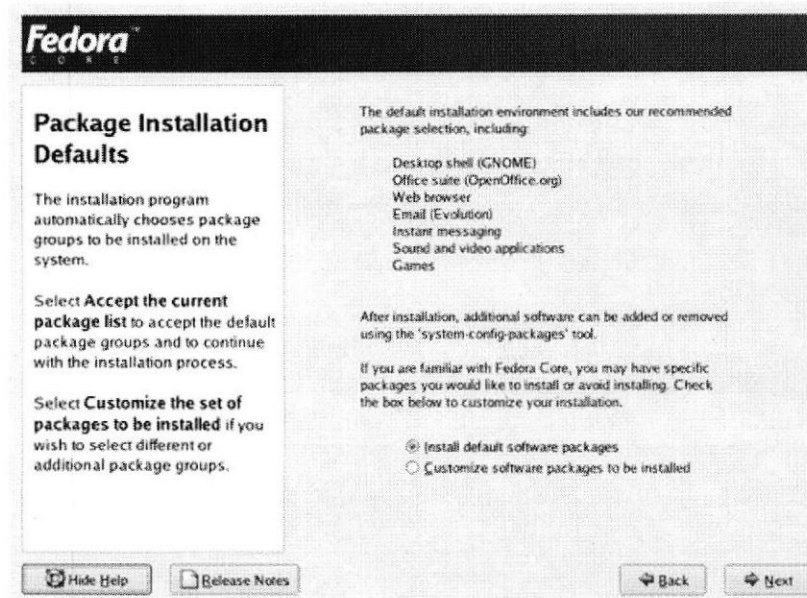 Fedora™
CORE
Package Installation
Defaults
The installation program
automatically chooses package
groups to be installed on the
system.
Select Accept the current
package list to accept the default
package groups and to continue
with the installation process.
Select Customize the set of
packages to be installed if you
wish to select different or
additional package groups.
The default installation environment includes our recommended
package selection, including:
Desktop shell (GNOME)
Office suite (OpenOffice.org)
Web browser
Email (Evolution)
Instant messaging
Sound and video applications
Games
After installation, additional software can be added or removed
using the 'system-config-packages' tool.
If you are familiar with Fedora Core, you may have specific
packages you would like to install or avoid installing. Check
the box below to customize your installation.
Install default software packages
Customize software packages to be installed
Hide Help
Release Notes
Back
Next